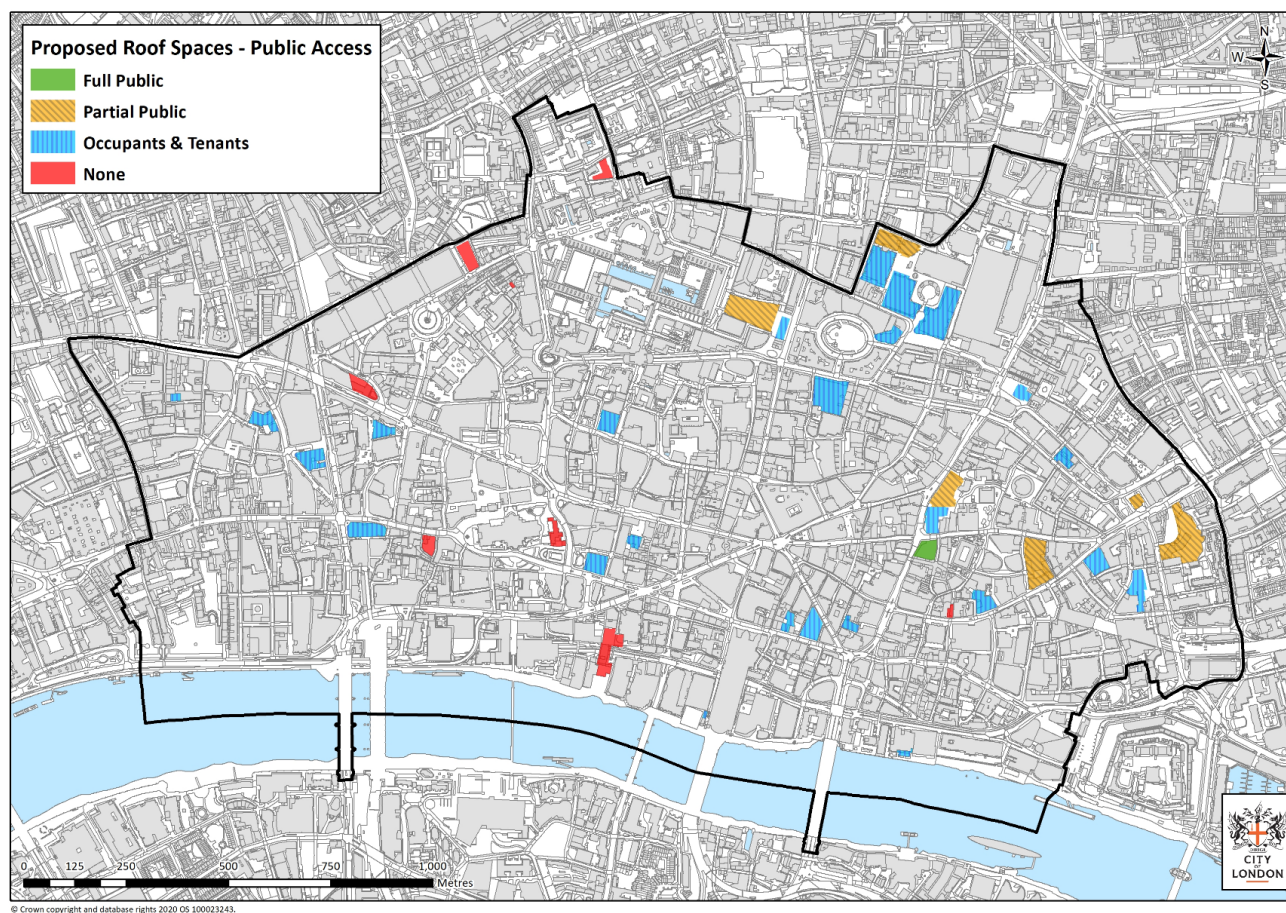 Proposed Roof Spaces - Public Access
Full Public
Partial Public
Occupants & Tenants
None
N
W E
S
0 125 250 500 750 1,000
Metres
CITY
OF
LONDON
© Crown copyright and database rights 2020 OS 100023243.